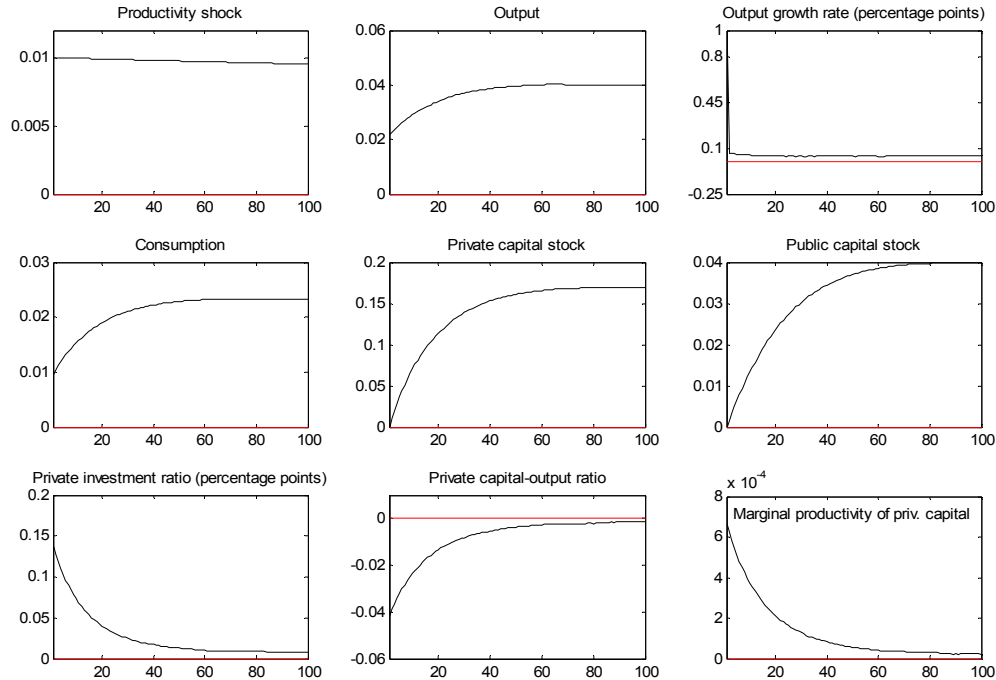 Productivity shock
0.01
0.005
0
20 40 60 80 100
Output
0.06
0.04
0.02
0
20 40 60 80 100
Output growth rate (percentage points)
1
0.8
0.45
0.1
-0.25
20 40 60 80 100
Consumption
0.03
0.02
0.01
0
20 40 60 80 100
Private capital stock
0.2
0.15
0.1
0.05
0
20 40 60 80 100
Public capital stock
0.04
0.03
0.02
0.01
0
20 40 60 80 100
Private investment ratio (percentage points)
0.2
0.15
0.1
0.05
0
20 40 60 80 100
Private capital-output ratio
0
-0.02
-0.04
-0.06
20 40 60 80 100
x 10-4
Marginal productivity of priv. capital
8
6
4
2
0
20 40 60 80 100